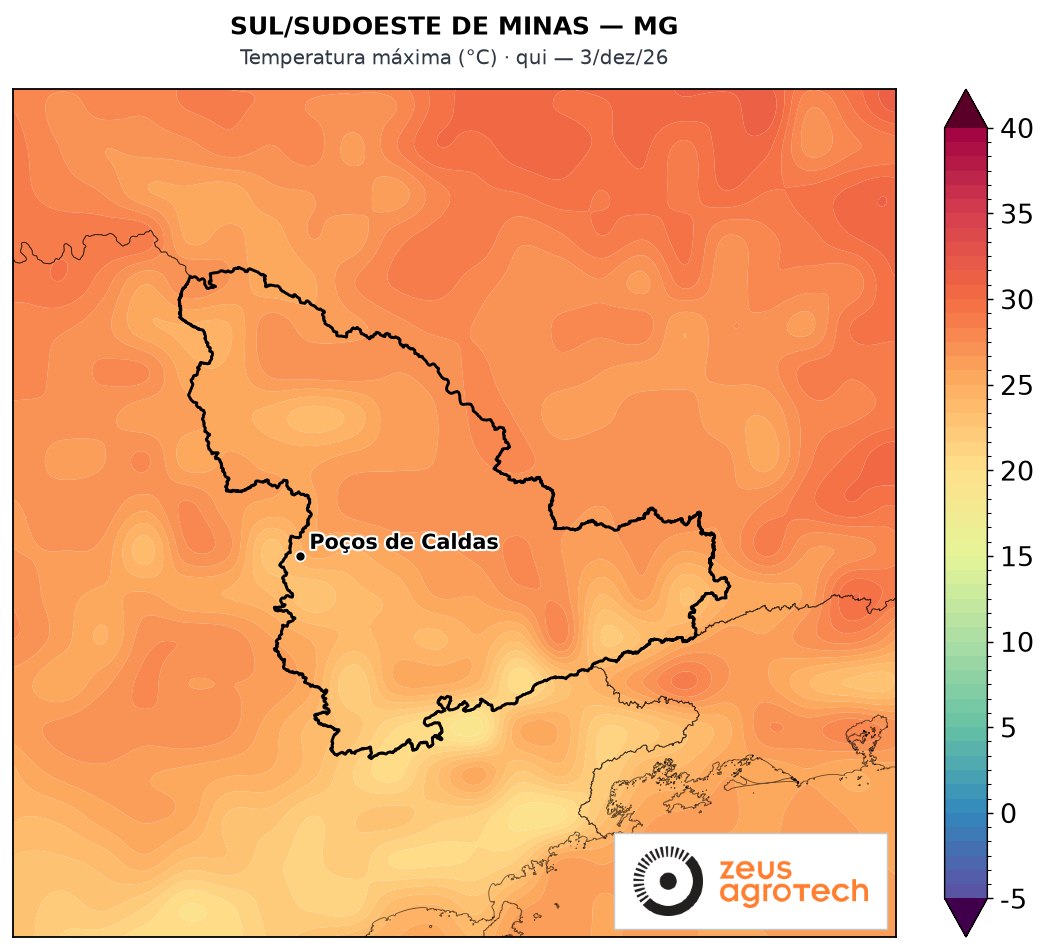 SUL/SUDOESTE DE MINAS — MG
Temperatura máxima (°C) · qui — 3/dez/26
40
35
30
25
20
15
10
5
0
-5
Poços de Caldas
zeus
agrotech